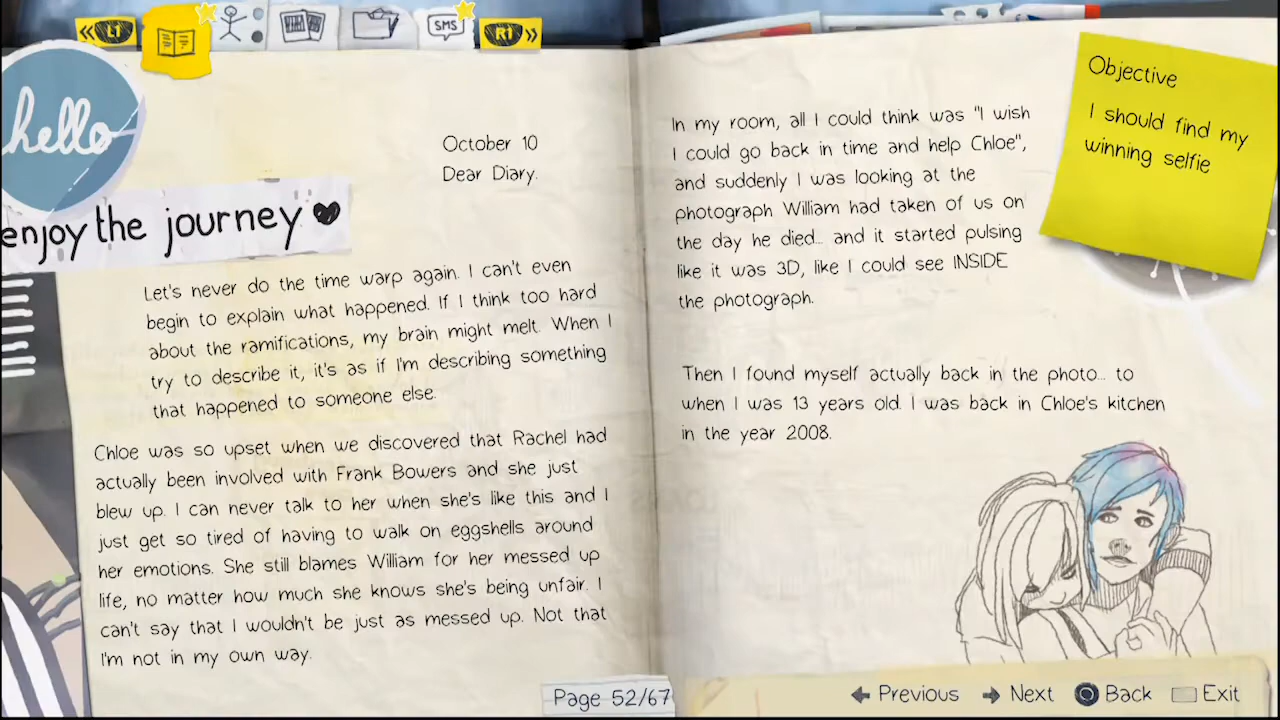 L1
SMS
R1
hello
enjoy the journey
October 10
Dear Diary.
Let's never do the time warp again. I can't even
begin to explain what happened. If I think too hard
about the ramifications, my brain might melt. When I
try to describe it, it's as if I'm describing something
that happened to someone else.
Chloe was so upset when we discovered that Rachel had
actually been involved with Frank Bowers and she just
blew up. I can never talk to her when she's like this and I
just get so tired of having to walk on eggshells around
her emotions. She still blames William for her messed up
life, no matter how much she knows she's being unfair. I
can't say that I wouldn't be just as messed up. Not that
I'm not in my own way.
Page 52/67
In my room, all I could think was "I wish
I could go back in time and help Chloe",
and suddenly I was looking at the
photograph William had taken of us on
the day he died... and it started pulsing
like it was 3D, like I could see INSIDE
the photograph.
Then I found myself actually back in the photo... to
when I was 13 years old. I was back in Chloe's kitchen
in the year 2008.
Objective
I should find my
winning selfie
Previous
Next
Back
Exit